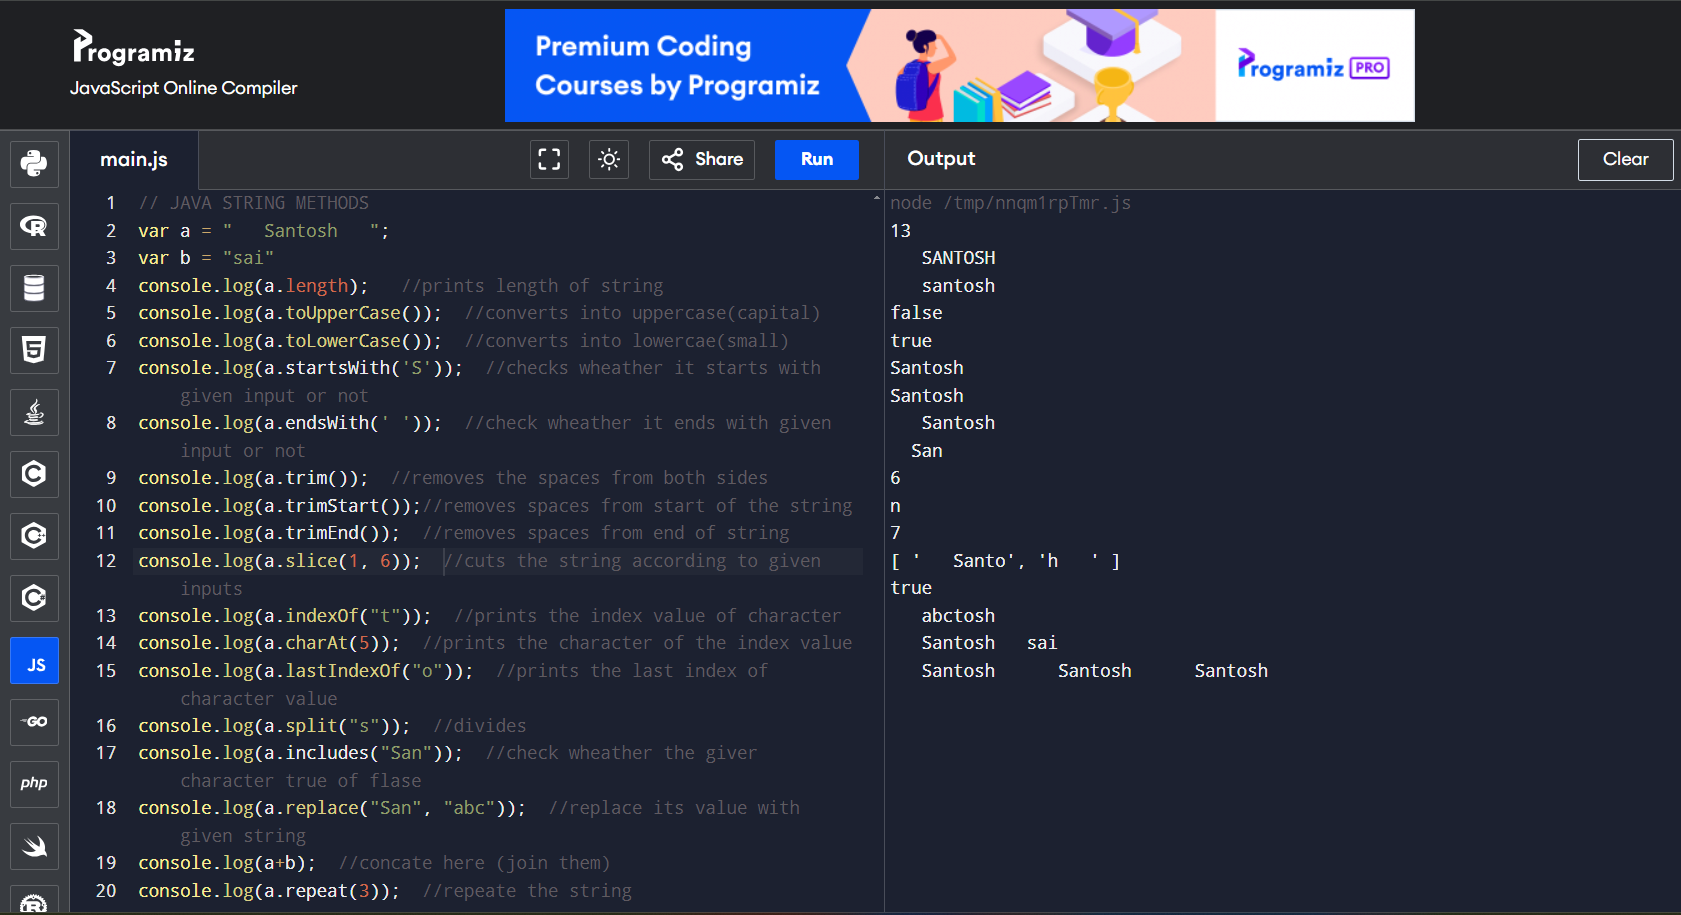 Programiz
JavaScript Online Compiler
Premium Coding
Courses by Programiz
Programiz PRO
main.js
Share
Run
Output
Clear
1 // JAVA STRING METHODS
2 var a = "   Santosh   ";
3 var b = "sai"
4 console.log(a.length);   //prints length of string
5 console.log(a.toUpperCase());  //converts into uppercase(capital)
6 console.log(a.toLowerCase());  //converts into lowercae(small)
7 console.log(a.startsWith('S'));  //checks wheather it starts with
given input or not
8 console.log(a.endsWith(' '));  //check wheather it ends with given
input or not
9 console.log(a.trim());  //removes the spaces from both sides
10 console.log(a.trimStart());//removes spaces from start of the string
11 console.log(a.trimEnd());  //removes spaces from end of string
12 console.log(a.slice(1, 6));  //cuts the string according to given
inputs
13 console.log(a.indexOf("t"));  //prints the index value of character
14 console.log(a.charAt(5));  //prints the character of the index value
15 console.log(a.lastIndexOf("o"));  //prints the last index of
character value
16 console.log(a.split("s"));  //divides
17 console.log(a.includes("San"));  //check wheather the giver
character true of flase
18 console.log(a.replace("San", "abc"));  //replace its value with
given string
19 console.log(a+b);  //concate here (join them)
20 console.log(a.repeat(3));  //repeate the string
node /tmp/nnqm1rpTmr.js
13
   SANTOSH
   santosh
false
true
Santosh
Santosh
   Santosh
  San
6
n
7
[ '   Santo', 'h   ' ]
true
   abctosh
   Santosh   sai
   Santosh      Santosh      Santosh
R
5
C
C
C
JS
GO
php
R